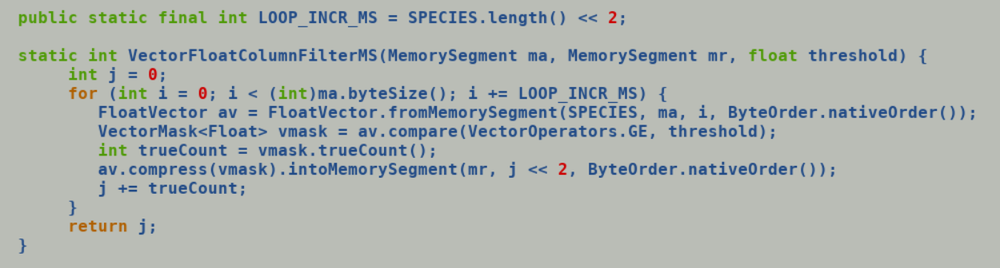 public static final int LOOP_INCR_MS = SPECIES.length() << 2;

static int VectorFloatColumnFilterMS(MemorySegment ma, MemorySegment mr, float threshold) {
     int j = 0;
     for (int i = 0; i < (int)ma.byteSize(); i += LOOP_INCR_MS) {
        FloatVector av = FloatVector.fromMemorySegment(SPECIES, ma, i, ByteOrder.nativeOrder());
        VectorMask<Float> vmask = av.compare(VectorOperators.GE, threshold);
        int trueCount = vmask.trueCount();
        av.compress(vmask).intoMemorySegment(mr, j << 2, ByteOrder.nativeOrder());
        j += trueCount;
     }
     return j;
}